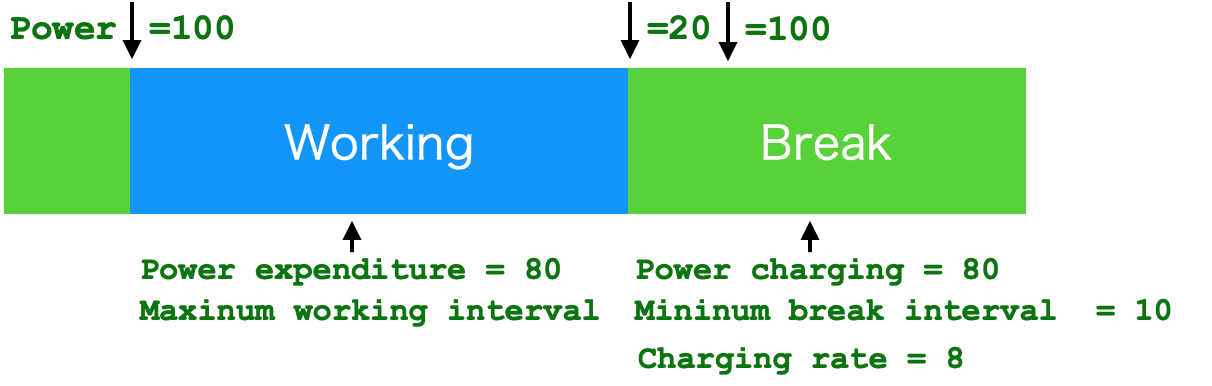 Power =100 =20 =100
Working Break
Power expenditure = 80 Power charging = 80
Maxinum working interval Mininum break interval = 10
Charging rate = 8